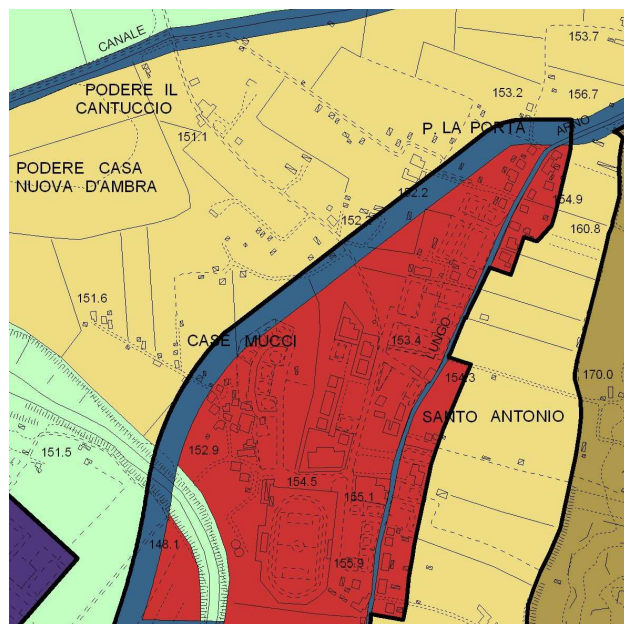 CANALE
153.7
PODERE IL
CANTUCCIO
153.2
156.7
151.1
P. LA PORTA
ARNO
PODERE CASA
NUOVA D'AMBRA
152.2
154.9
160.8
151.6
CASE MUCCI
153.4
LUNGO
154.3
170.0
SANTO ANTONIO
151.5
152.9
154.5
155.1
148.1
155.9